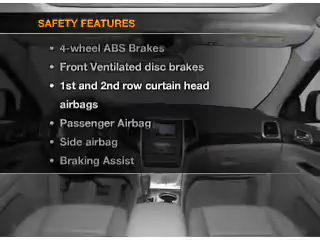 SAFETY FEATURES
• 4-wheel ABS Brakes
• Front Ventilated disc brakes
• 1st and 2nd row curtain head
airbags
• Passenger Airbag
• Side airbag
• Braking Assist